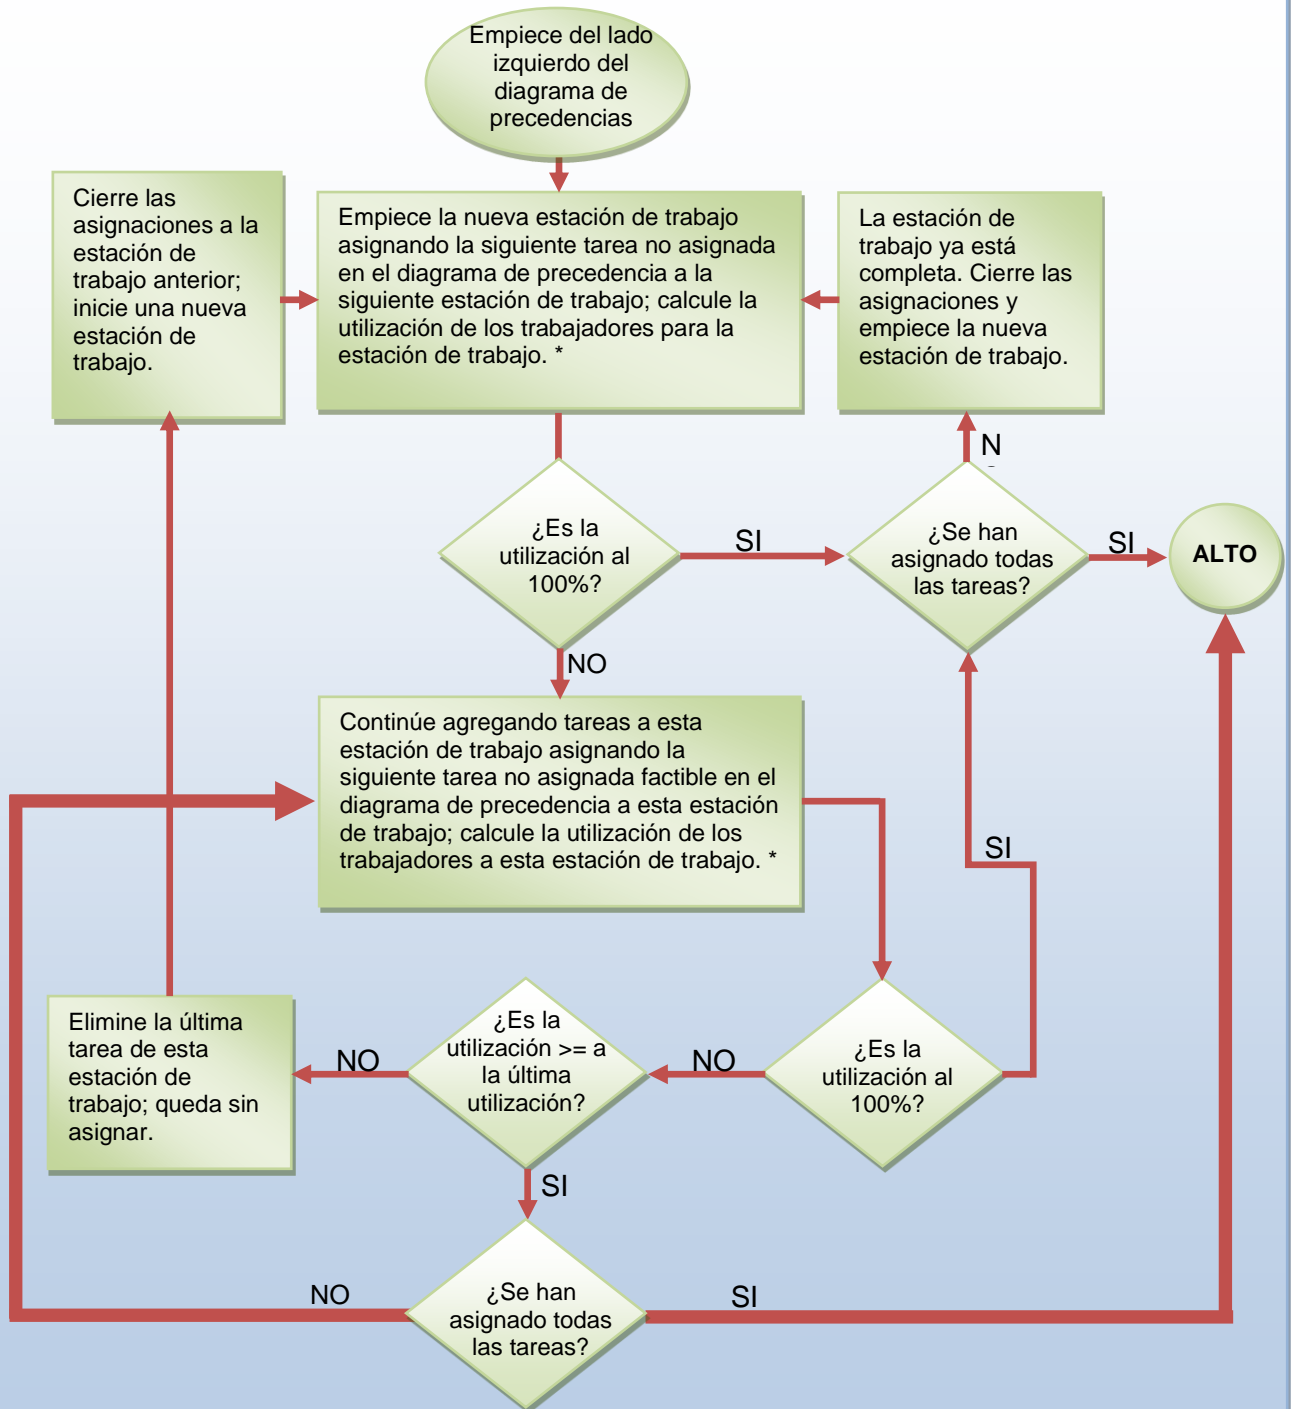 Empiece del lado
izquierdo del
diagrama de
precedencias
Cierre las
asignaciones a la
estación de
trabajo anterior;
inicie una nueva
estación de
trabajo.
Empiece la nueva estación de trabajo
asignando la siguiente tarea no asignada
en el diagrama de precedencia a la
siguiente estación de trabajo; calcule la
utilización de los trabajadores para la
estación de trabajo. *
La estación de
trabajo ya está
completa. Cierre las
asignaciones y
empiece la nueva
estación de trabajo.
N
¿Es la
utilización al
100%?
SI
¿Se han
asignado todas
las tareas?
SI
ALTO
NO
Continúe agregando tareas a esta
estación de trabajo asignando la
siguiente tarea no asignada factible en el
diagrama de precedencia a esta estación
de trabajo; calcule la utilización de los
trabajadores a esta estación de trabajo. *
SI
Elimine la última
tarea de esta
estación de
trabajo; queda sin
asignar.
NO
¿Es la
utilización >= a
la última
utilización?
NO
¿Es la
utilización al
100%?
SI
NO
¿Se han
asignado todas
las tareas?
SI